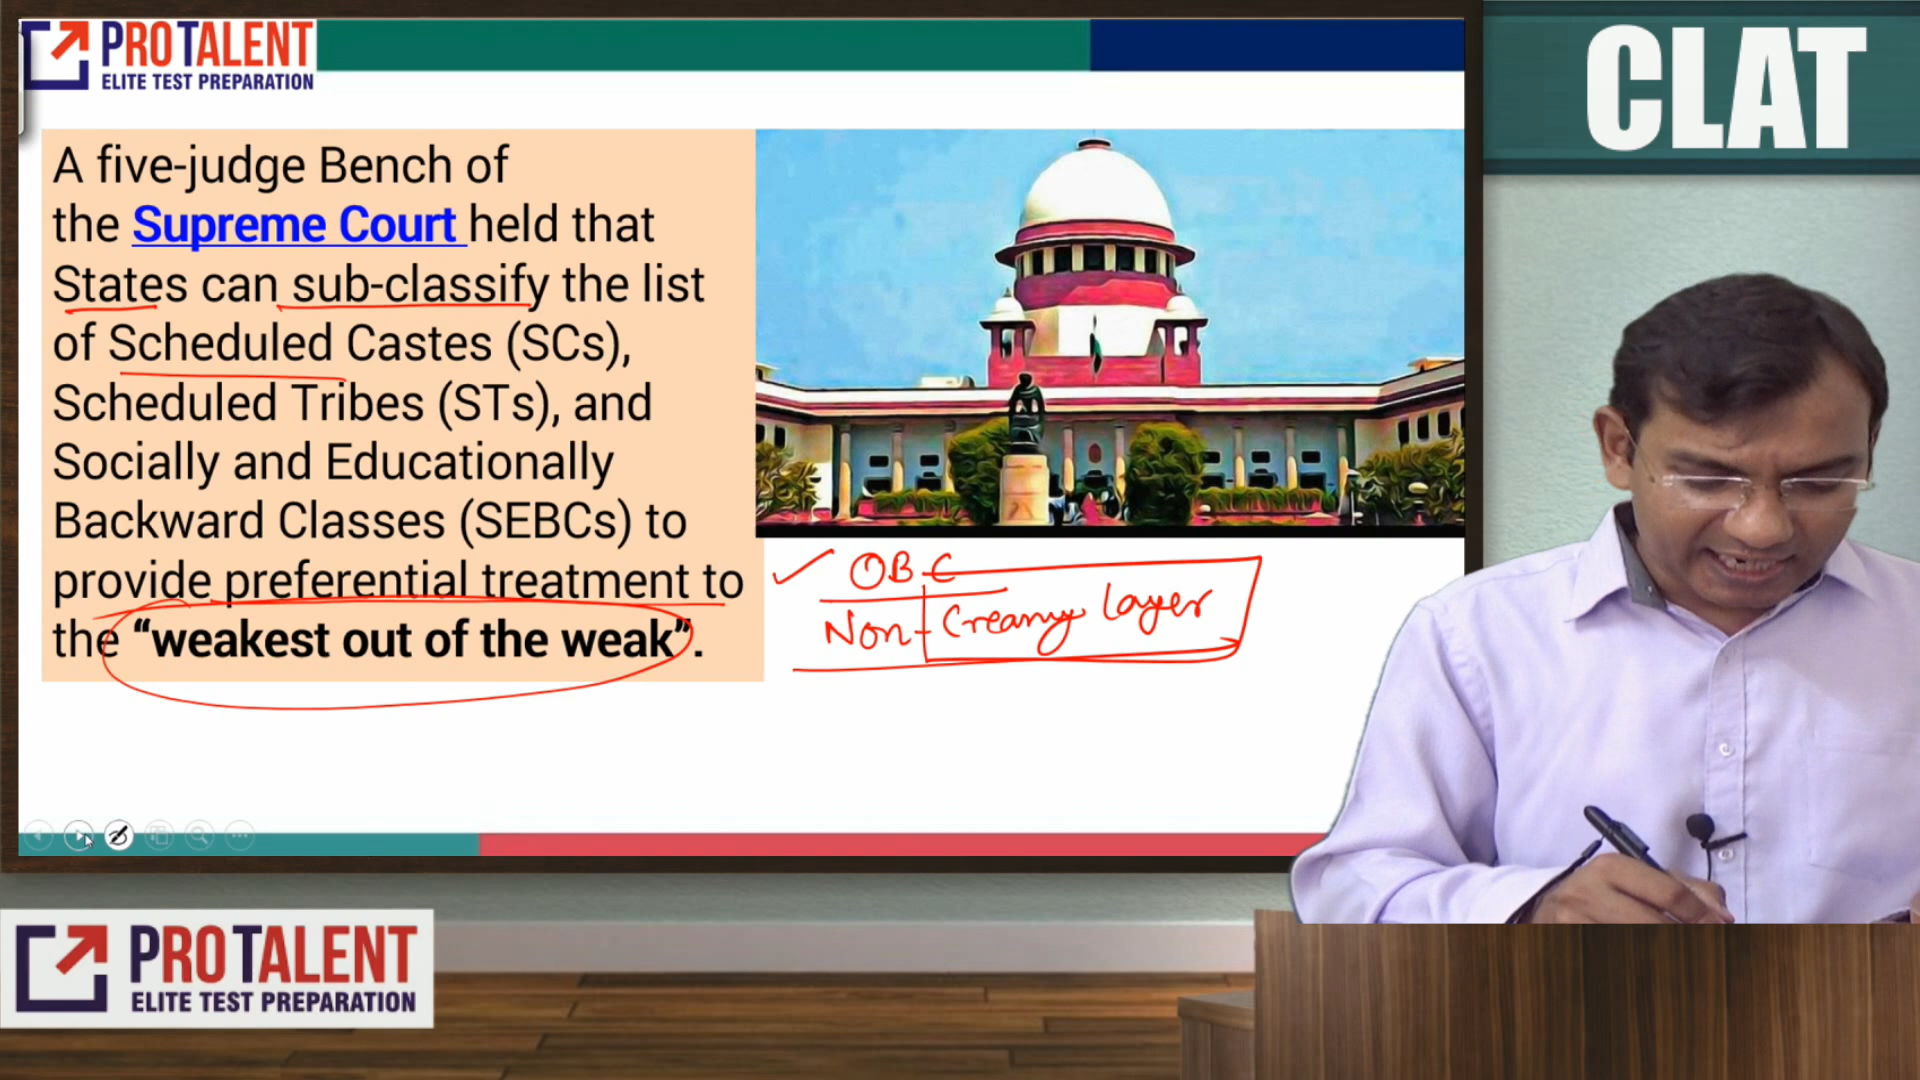 PROTALENT
ELITE TEST PREPARATION
CLAT
A five-judge Bench of
the Supreme Court held that
States can sub-classify the list
of Scheduled Castes (SCs),
Scheduled Tribes (STs), and
Socially and Educationally
Backward Classes (SEBCs) to
provide preferential treatment to
the “weakest out of the weak”.
OBC
Non-Creamy layer
PROTALENT
ELITE TEST PREPARATION